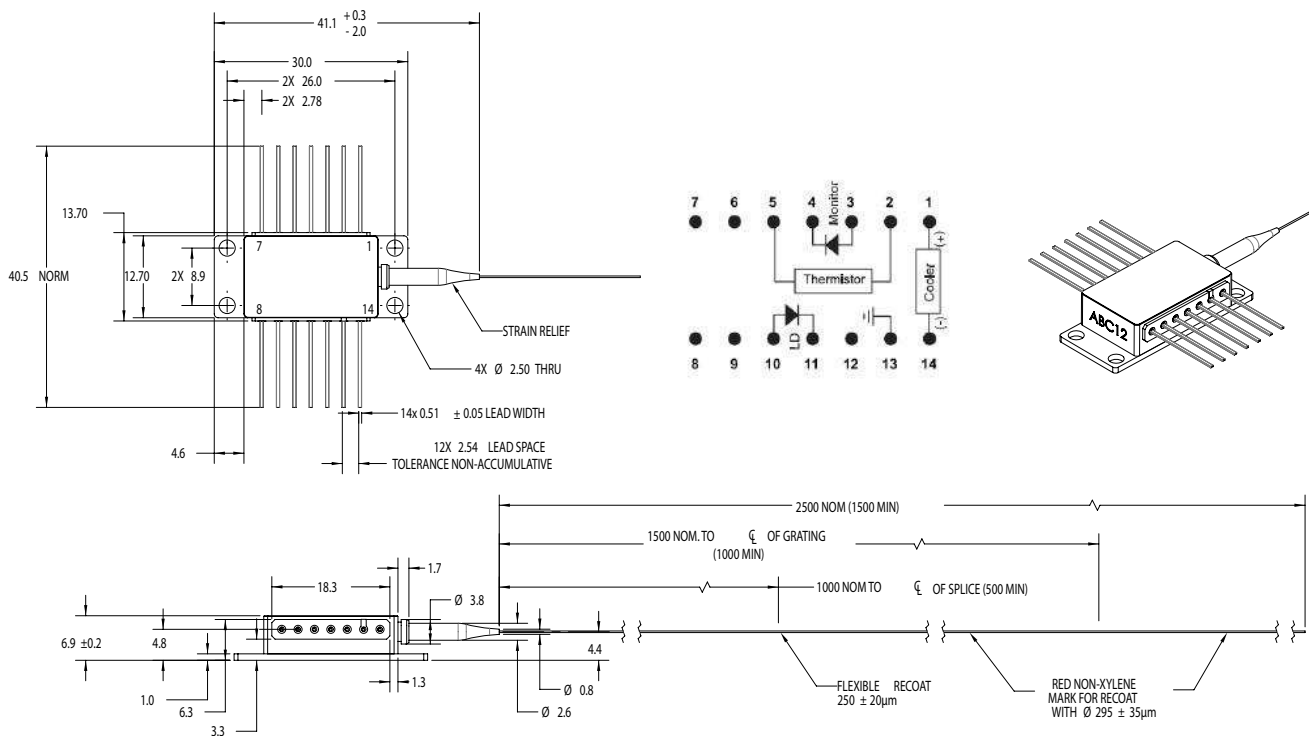 41.1 + 0.3 - 2.0
30.0
2X 26.0
2X 2.78
13.70
40.5 NORM
12.70
2X 8.9
7 1
8 14
STRAIN RELIEF
4X Ø 2.50 THRU
14x 0.51 ± 0.05 LEAD WIDTH
4.6
12X 2.54 LEAD SPACE
TOLERANCE NON-ACCUMULATIVE
7 6 5 4 3 2 1
Monitor
(+)
Thermistor
Cooler
(-)
LD
8 9 10 11 12 13 14
ABC12
2500 NOM (1500 MIN)
1500 NOM. TO ℄ OF GRATING
(1000 MIN)
1000 NOM TO ℄ OF SPLICE (500 MIN)
18.3
1.7
Ø 3.8
6.9 ±0.2
4.8
4.4
1.0
6.3
3.3
1.3
Ø 0.8
Ø 2.6
FLEXIBLE RECOAT
250 ± 20µm
RED NON-XYLENE
MARK FOR RECOAT
WITH Ø 295 ± 35µm